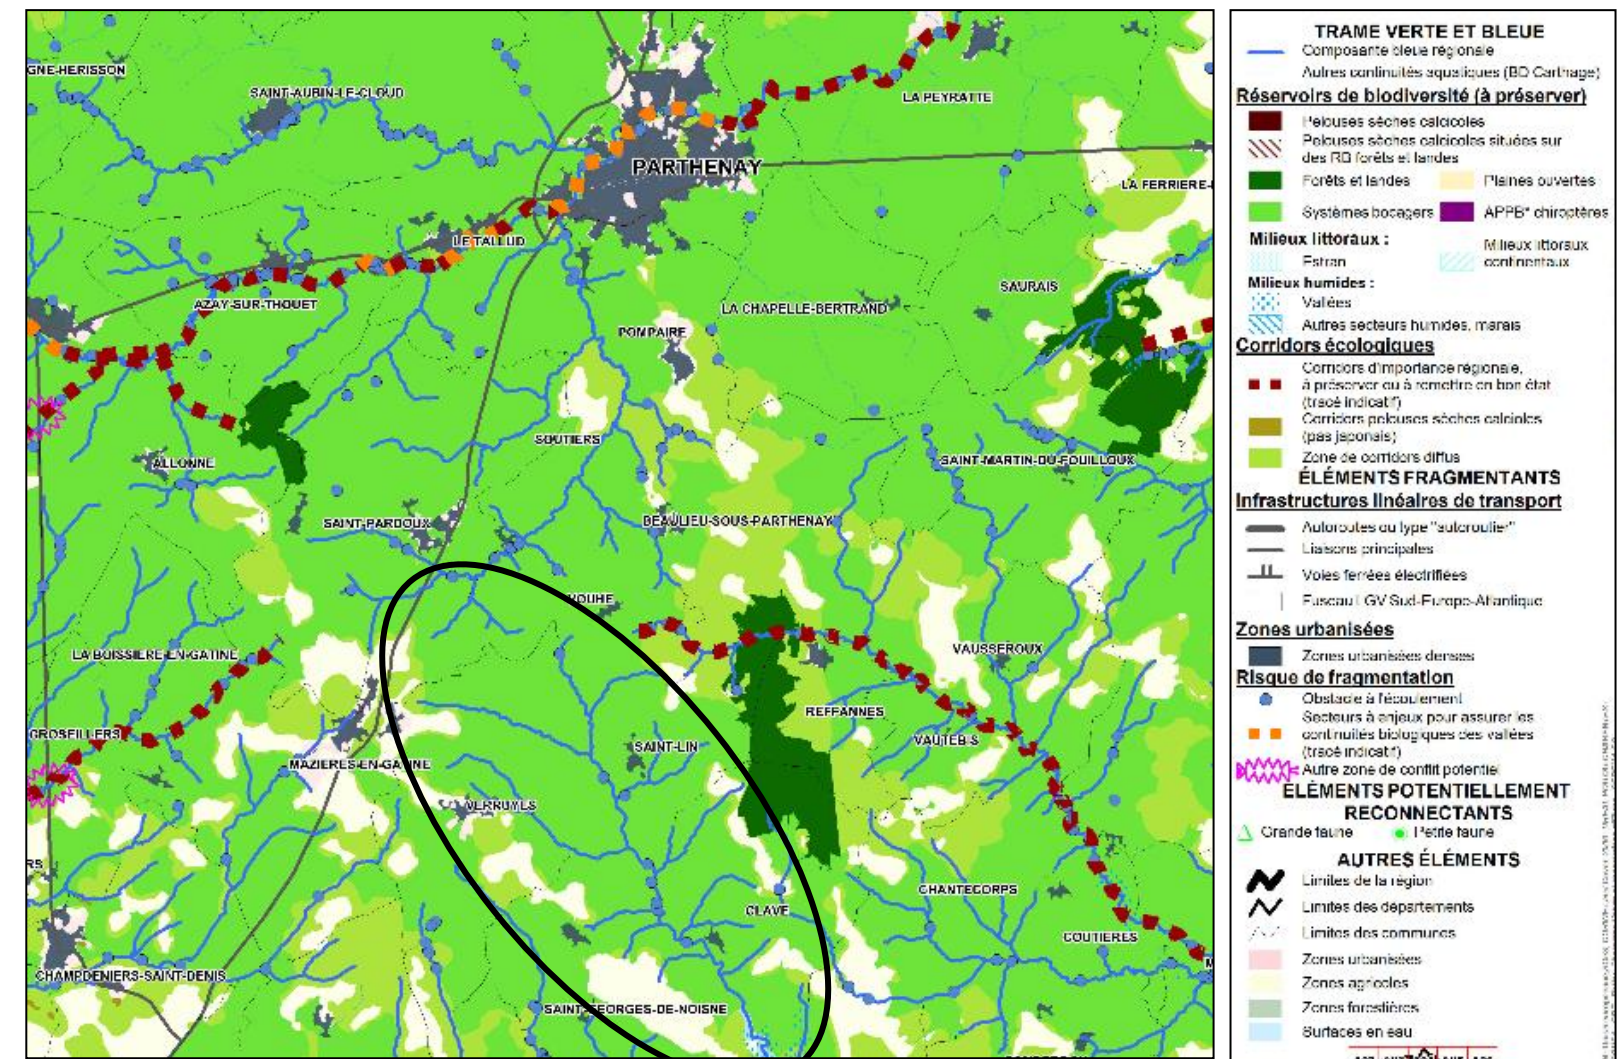 GNE-HERISSON
SAINT-AUBIN-LE-CLOUD
LA PEYRATTE
PARTHENAY
LA FERRIERE-
LE TALLUD
AZAY-SUR-THOUET
SAURAIS
LA CHAPELLE-BERTRAND
POMPAIRE
SOUTIERS
ALLONNE
SAINT-MARTIN-DU-FOUILLOUX
SAINT-PARDOUX
BEAULIEU-SOUS-PARTHENAY
VOUHE
LA BOISSIERE-EN-GATINE
VAUSSEROUX
REFFANNES
GROSEILLERS
VAUTEBIS
SAINT-LIN
MAZIERES-EN-GATINE
VERRUYES
RS
CHANTECORPS
CLAVE
COUTIERES
M
CHAMPDENIERS-SAINT-DENIS
SAINT-GEORGES-DE-NOISNE
TRAME VERTE ET BLEUE
Composante bleue régionale
Autres continuités aquatiques (BD Carthage)
Réservoirs de biodiversité (à préserver)
Pelouses sèches calcicoles
Pelouses sèches calcicoles situées sur
des RB forêts et landes
Forêts et landes
Plaines ouvertes
Systèmes bocagers
APPB* chiroptères
Milieux littoraux :
Estran
Milieux littoraux
continentaux
Milieux humides :
Vallées
Autres secteurs humides, marais
Corridors écologiques
Corridors d'importance régionale,
à préserver ou à remettre en bon état
(tracé indicatif)
Corridors pelouses sèches calcicoles
(pas japonais)
Zone de corridors diffus
ÉLÉMENTS FRAGMENTANTS
Infrastructures linéaires de transport
Autoroutes ou type "autoroutier"
Liaisons principales
Voies ferrées électrifiées
Fuseau LGV Sud-Europe-Atlantique
Zones urbanisées
Zones urbanisées denses
Risque de fragmentation
Obstacle à l'écoulement
Secteurs à enjeux pour assurer les
continuités biologiques des vallées
(tracé indicatif)
Autre zone de conflit potentiel
ÉLÉMENTS POTENTIELLEMENT
RECONNECTANTS
Grande faune
Petite faune
AUTRES ÉLÉMENTS
Limites de la région
Limites des départements
Limites des communes
Zones urbanisées
Zones agricoles
Zones forestières
Surfaces en eau